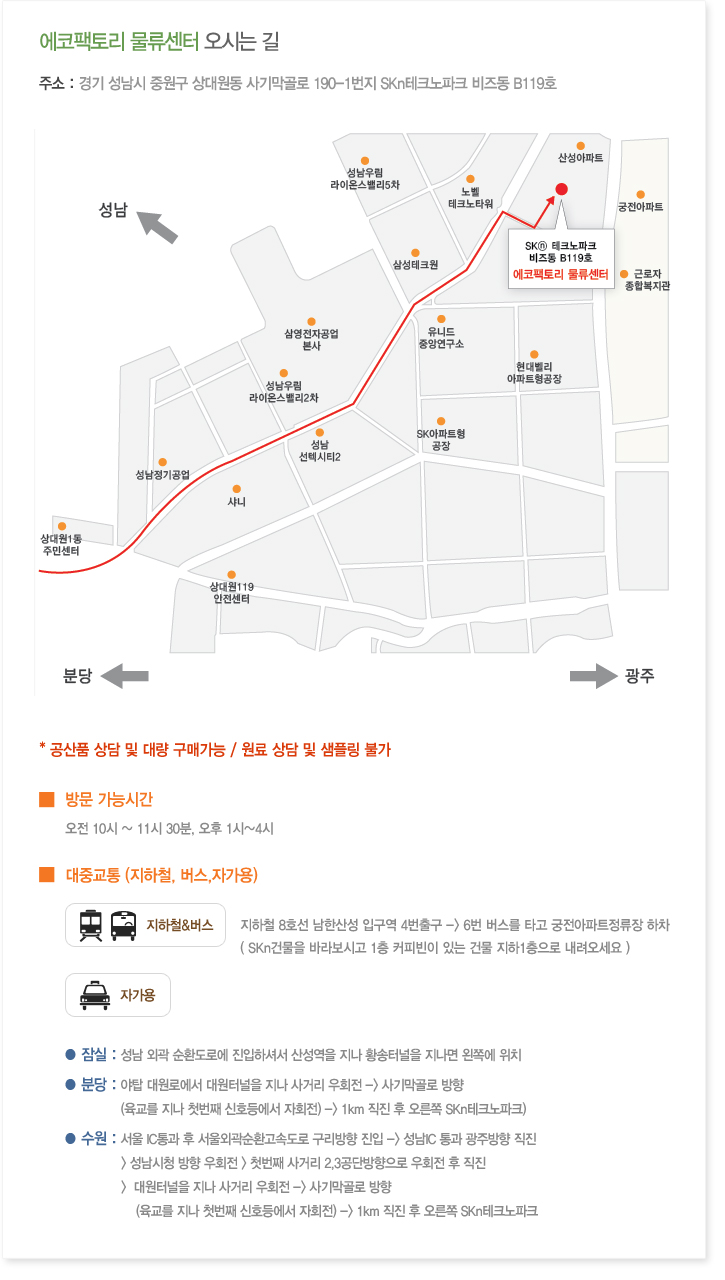 에코팩토리 물류센터 오시는 길
주소 : 경기 성남시 중원구 상대원동 사기막골로 190-1번지 SKn테크노파크 비즈동 B119호
성남
성남우림
라이온스밸리5차
노벨
테크노타워
산성아파트
궁전아파트
SKⓝ 테크노파크
비즈동 B119호
에코팩토리 물류센터
근로자
종합복지관
삼성테크원
삼영전자공업
본사
유니드
중앙연구소
현대벨리
아파트형공장
성남우림
라이온스밸리2차
SK아파트형
공장
성남
선텍시티2
성남정기공업
샤니
상대원1동
주민센터
상대원119
안전센터
분당
광주
* 공산품 상담 및 대량 구매가능 / 원료 상담 및 샘플링 불가
방문 가능시간
오전 10시 ~ 11시 30분, 오후 1시~4시
대중교통 (지하철, 버스,자가용)
지하철&버스
지하철 8호선 남한산성 입구역 4번출구 -> 6번 버스를 타고 궁전아파트정류장 하차
( SKn건물을 바라보시고 1층 커피빈이 있는 건물 지하1층으로 내려오세요 )
자가용
● 잠실 : 성남 외곽 순환도로에 진입하셔서 산성역을 지나 황송터널을 지나면 왼쪽에 위치
● 분당 : 야탑 대원로에서 대원터널을 지나 사거리 우회전 -> 사기막골로 방향
(육교를 지나 첫번째 신호등에서 자회전) -> 1km 직진 후 오른쪽 SKn테크노파크)
● 수원 : 서울 IC통과 후 서울외곽순환고속도로 구리방향 진입 -> 성남IC 통과 광주방향 직진
> 성남시청 방향 우회전 > 첫번째 사거리 2,3공단방향으로 우회전 후 직진
> 대원터널을 지나 사거리 우회전 -> 사기막골로 방향
(육교를 지나 첫번째 신호등에서 자회전) -> 1km 직진 후 오른쪽 SKn테크노파크